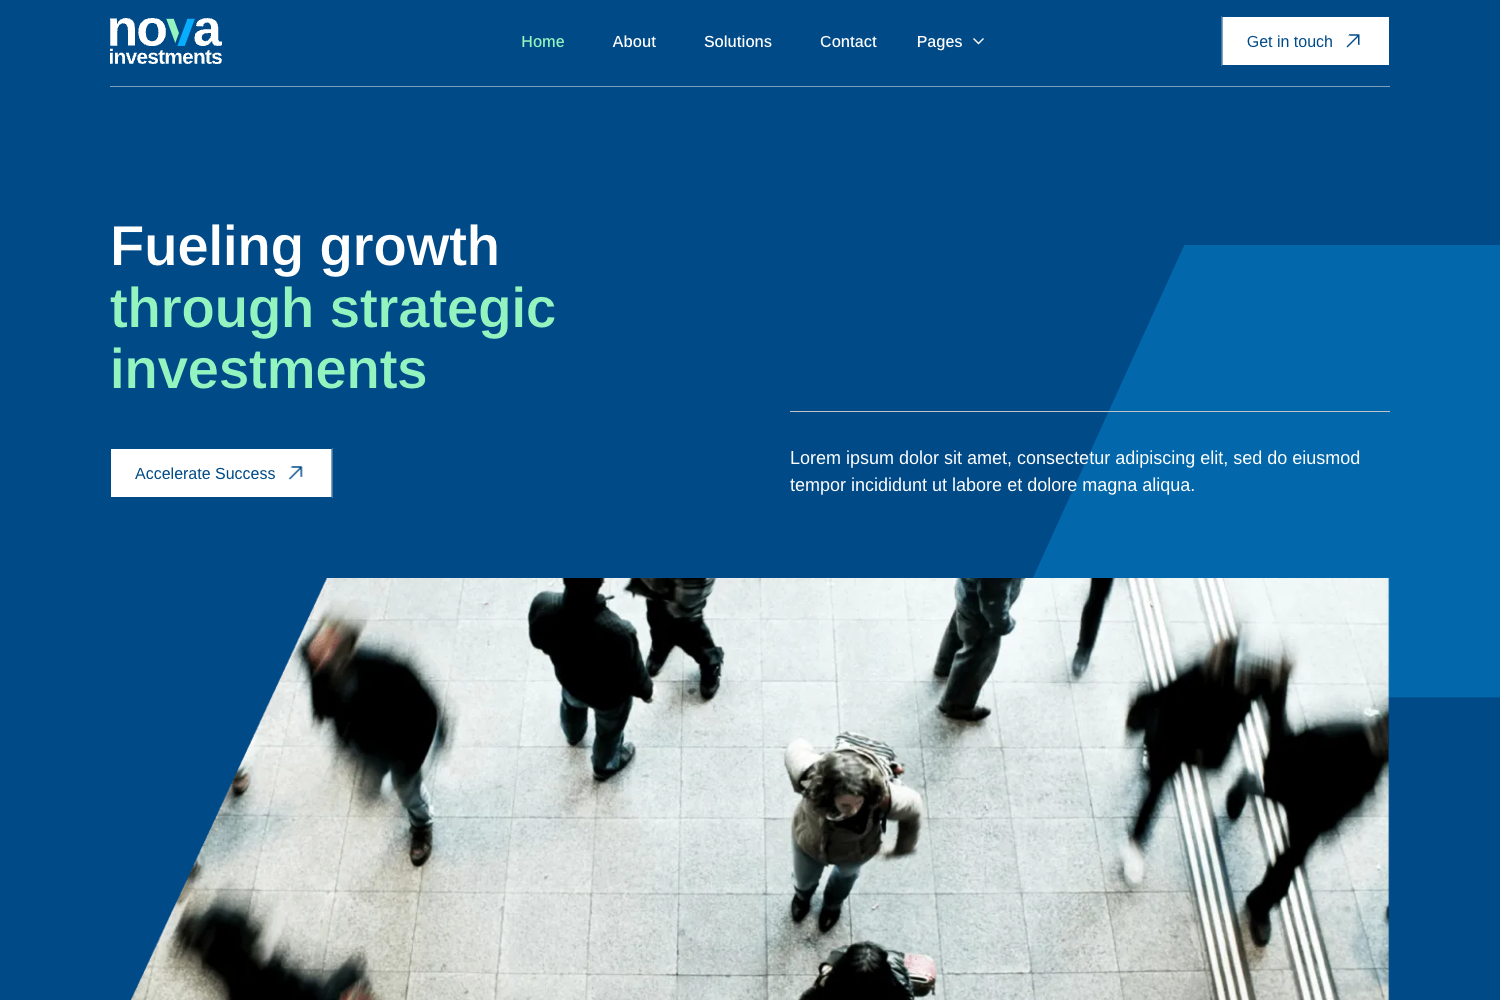 nova
investments
Home
About
Solutions
Contact
Pages
Get in touch
Fueling growth
through strategic
investments
Accelerate Success
Lorem ipsum dolor sit amet, consectetur adipiscing elit, sed do eiusmod
tempor incididunt ut labore et dolore magna aliqua.